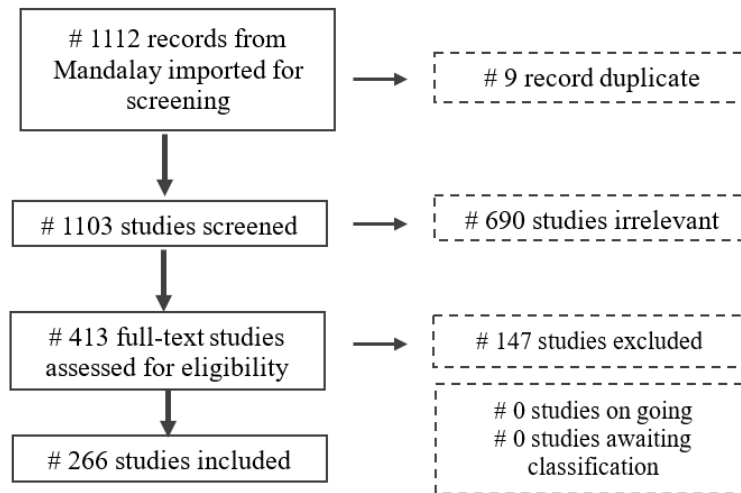 # 1112 records from
Mandalay imported for
screening
# 9 record duplicate
# 1103 studies screened
# 690 studies irrelevant
# 413 full-text studies
assessed for eligibility
# 147 studies excluded
# 0 studies on going
# 0 studies awaiting
classification
# 266 studies included